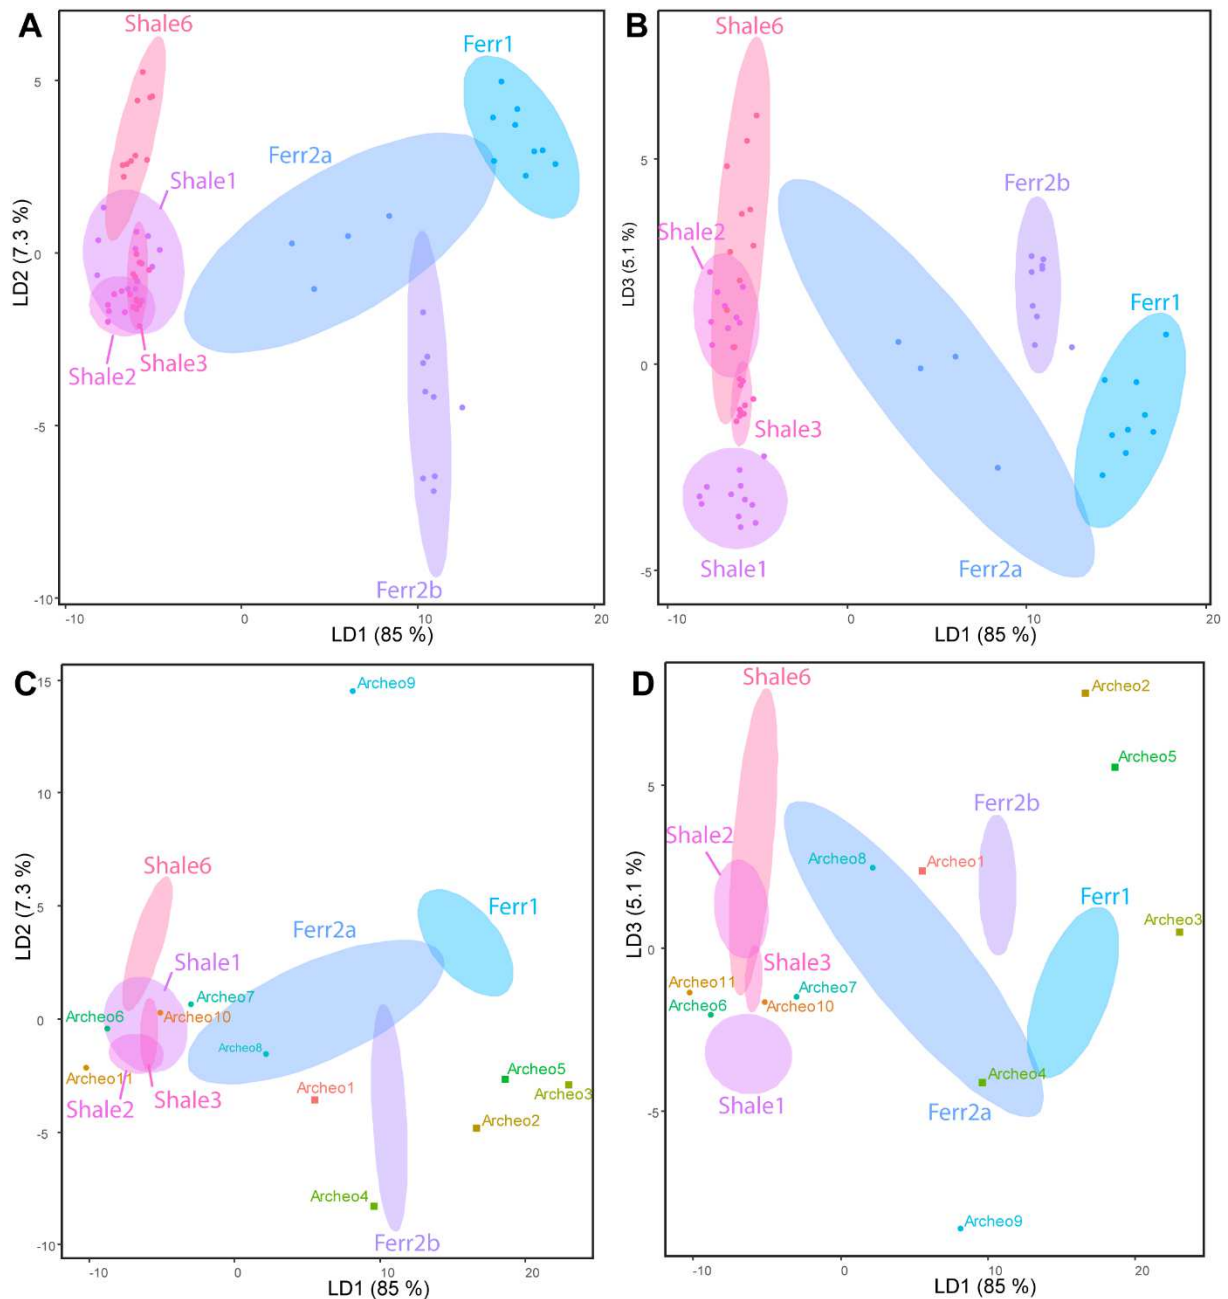 A
Shale6
Ferr1
5
Ferr2a
Shale1
LD2 (7.3 %)
0
Shale3
Shale2
-5
Ferr2b
-10
-10
0
10
20
LD1 (85 %)
B
Shale6
5
Ferr2b
Shale2
LD3 (5.1 %)
Ferr1
0
Shale3
Shale1
Ferr2a
-5
-10
0
10
20
LD1 (85 %)
C
15
Archeo9
10
Shale6
5
Ferr1
Ferr2a
LD2 (7.3 %)
Shale1
Archeo7
Archeo6
Archeo10
0
Archeo8
Archeo11
Archeo5
Archeo3
Shale2
Shale3
Archeo1
Archeo2
-5
Archeo4
Ferr2b
-10
-10
0
10
20
LD1 (85 %)
D
Shale6
Archeo2
5
Archeo5
Ferr2b
Shale2
Archeo8
Archeo1
Ferr1
LD3 (5.1 %)
Archeo3
0
Shale3
Archeo11
Archeo7
Archeo6
Archeo10
Archeo4
Shale1
Ferr2a
-5
Archeo9
-10
0
10
20
LD1 (85 %)